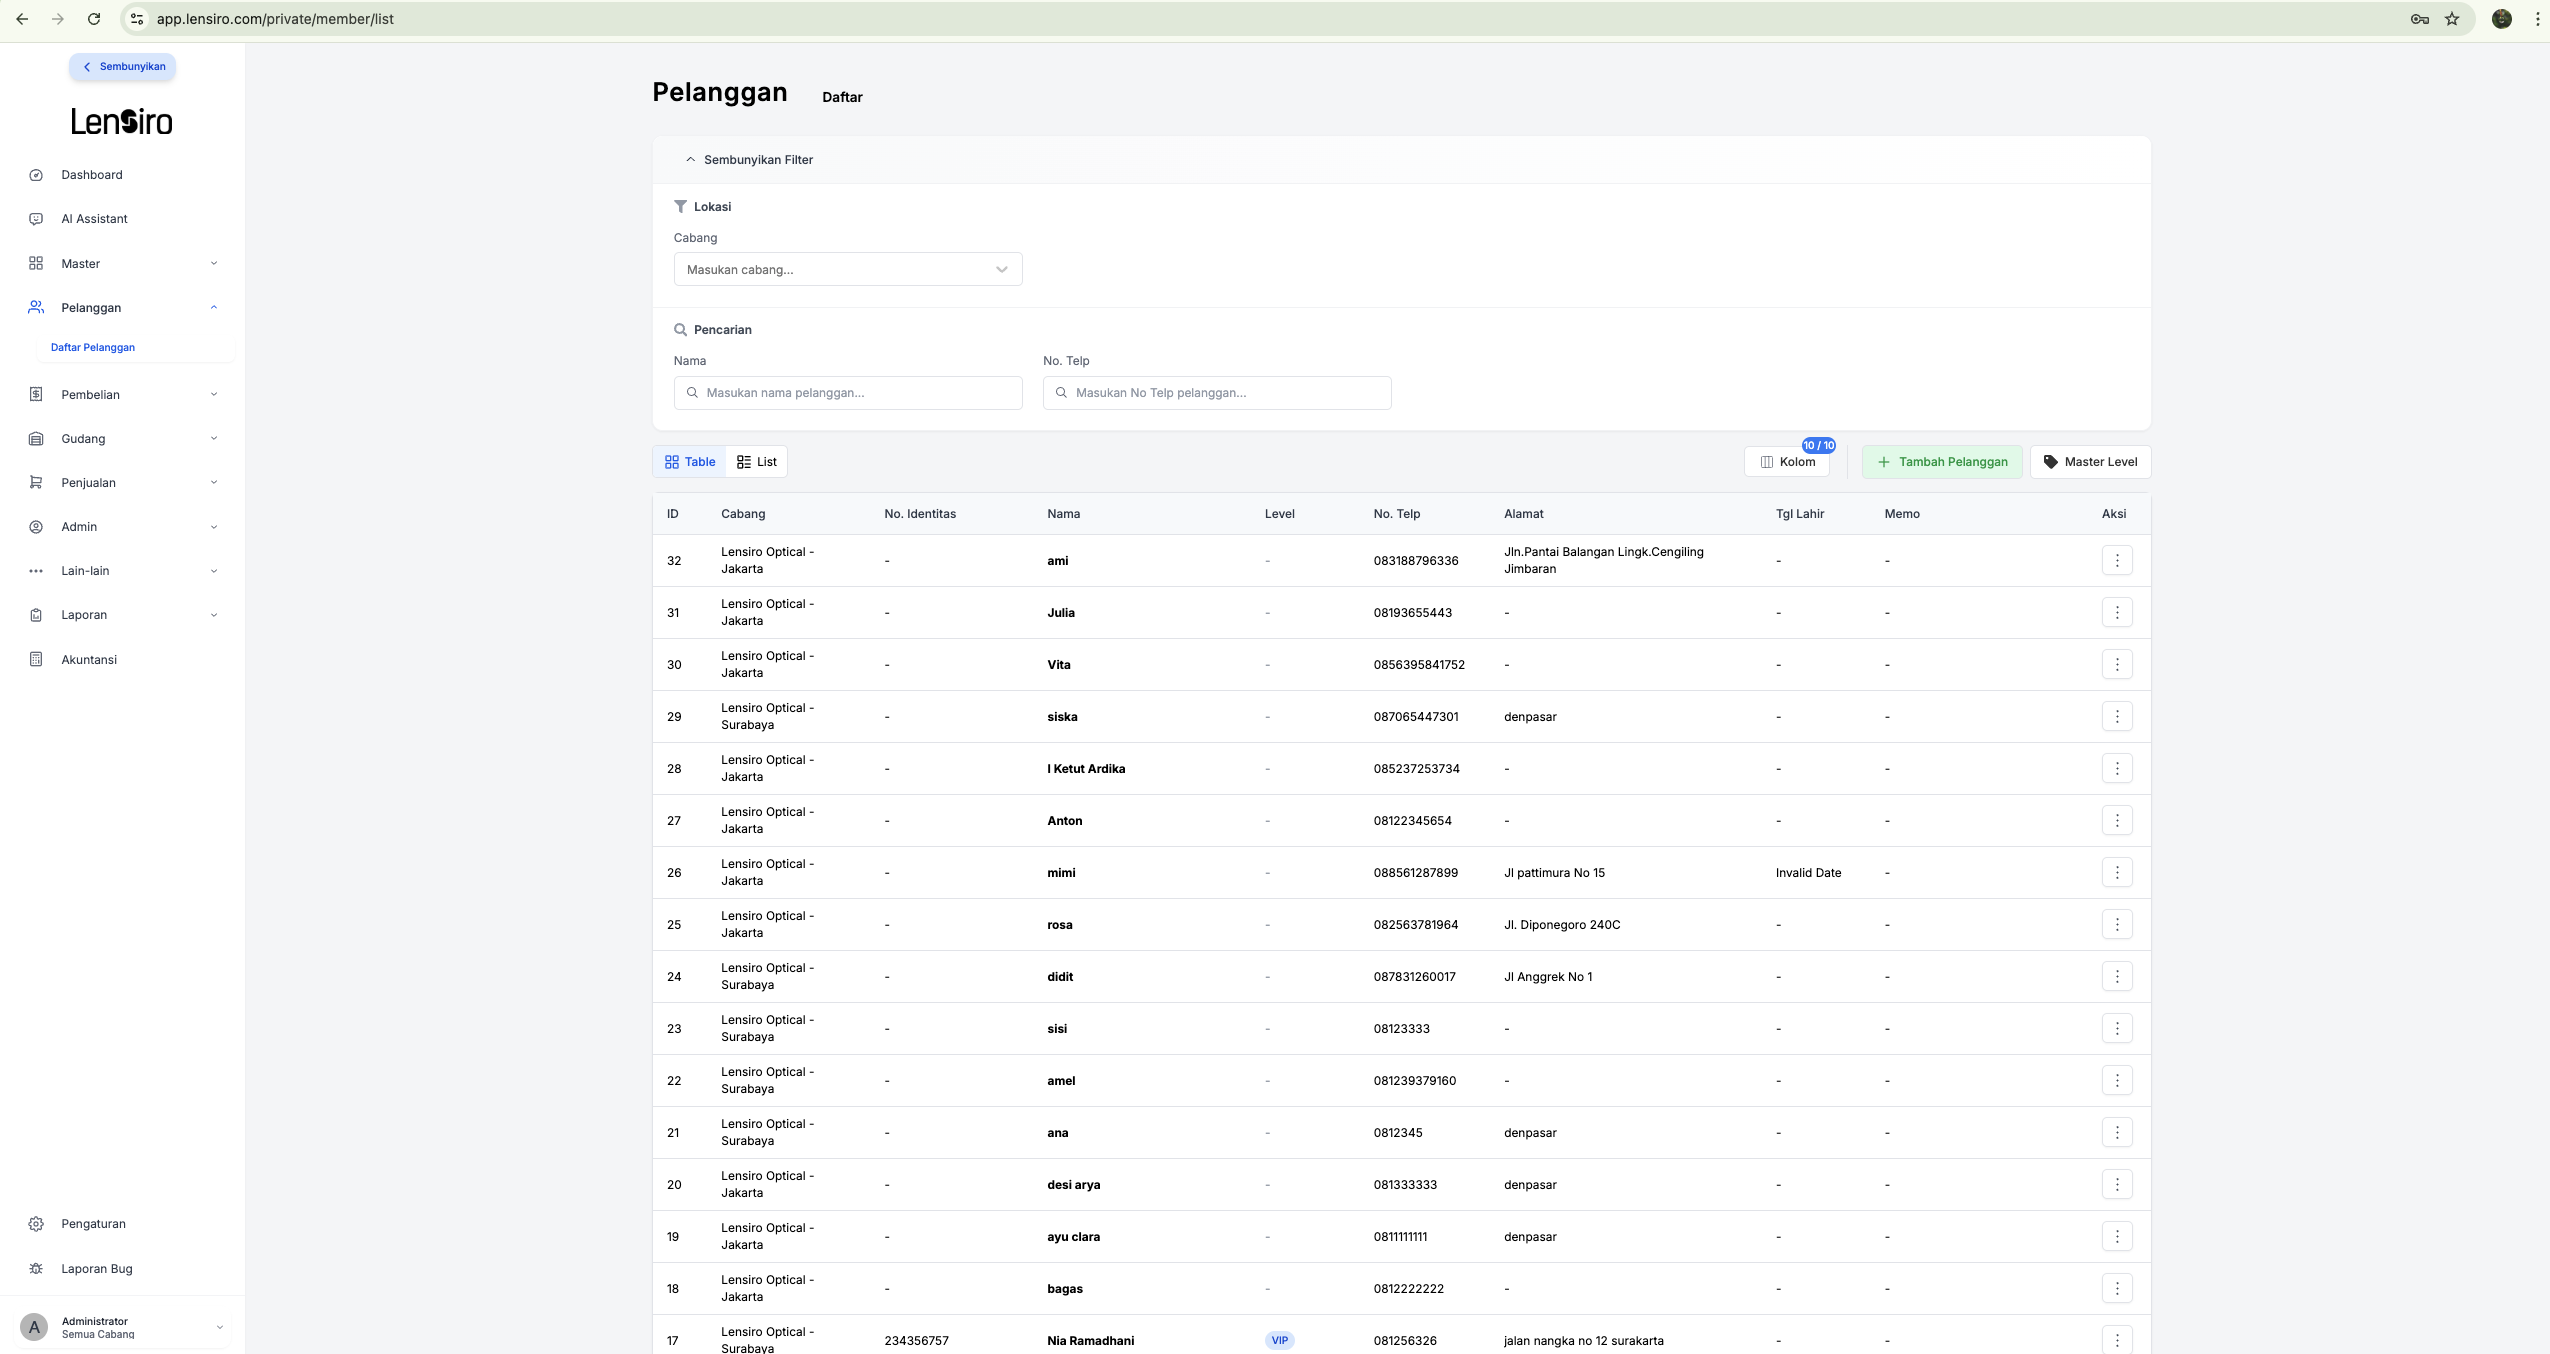 app.lensiro.com/private/member/list
Sembunyikan
Lensiro
Dashboard
AI Assistant
Master
Pelanggan
Daftar Pelanggan
Pembelian
Gudang
Penjualan
Admin
Lain-lain
Laporan
Akuntansi
Pengaturan
Laporan Bug
A
Administrator
Semua Cabang
Pelanggan Daftar
Sembunyikan Filter
Lokasi
Cabang
Masukan cabang...
Pencarian
Nama No. Telp
Masukan nama pelanggan... Masukan No Telp pelanggan...
10 / 10
Table List Kolom Tambah Pelanggan Master Level
ID Cabang No. Identitas Nama Level No. Telp Alamat Tgl Lahir Memo Aksi
Lensiro Optical - Jln.Pantai Balangan Lingk.Cengiling
32 - ami - 083188796336 - -
Jakarta Jimbaran
Lensiro Optical -
31 - Julia - 08193655443 - - -
Jakarta
Lensiro Optical -
30 - Vita - 0856395841752 - - -
Jakarta
Lensiro Optical -
29 - siska - 087065447301 denpasar - -
Surabaya
Lensiro Optical -
28 - I Ketut Ardika - 085237253734 - - -
Jakarta
Lensiro Optical -
27 - Anton - 08122345654 - - -
Jakarta
Lensiro Optical -
26 - mimi - 088561287899 Jl pattimura No 15 Invalid Date -
Jakarta
Lensiro Optical -
25 - rosa - 082563781964 Jl. Diponegoro 240C - -
Jakarta
Lensiro Optical -
24 - didit - 087831260017 Jl Anggrek No 1 - -
Surabaya
Lensiro Optical -
23 - sisi - 08123333 - - -
Surabaya
Lensiro Optical -
22 - amel - 081239379160 - - -
Surabaya
Lensiro Optical -
21 - ana - 0812345 denpasar - -
Surabaya
Lensiro Optical -
20 - desi arya - 081333333 denpasar - -
Jakarta
Lensiro Optical -
19 - ayu clara - 0811111111 denpasar - -
Jakarta
Lensiro Optical -
18 - bagas - 0812222222 - - -
Jakarta
Lensiro Optical -
17 234356757 Nia Ramadhani VIP 081256326 jalan nangka no 12 surakarta - -
Surabaya